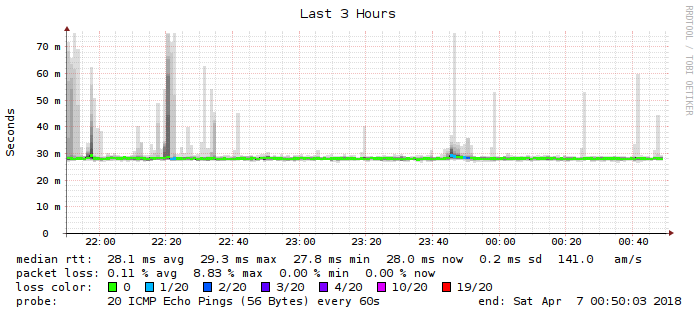 Last 3 Hours
RRDTOOL / TOBI OETIKER
Seconds
70 m
60 m
50 m
40 m
30 m
20 m
10 m
0
22:00 22:20 22:40 23:00 23:20 23:40 00:00 00:20 00:40
median rtt: 28.1 ms avg 29.3 ms max 27.8 ms min 28.0 ms now 0.2 ms sd 141.0 am/s
packet loss: 0.11 % avg 8.83 % max 0.00 % min 0.00 % now
loss color: 0 1/20 2/20 3/20 4/20 10/20 19/20
probe: 20 ICMP Echo Pings (56 Bytes) every 60s end: Sat Apr 7 00:50:03 2018